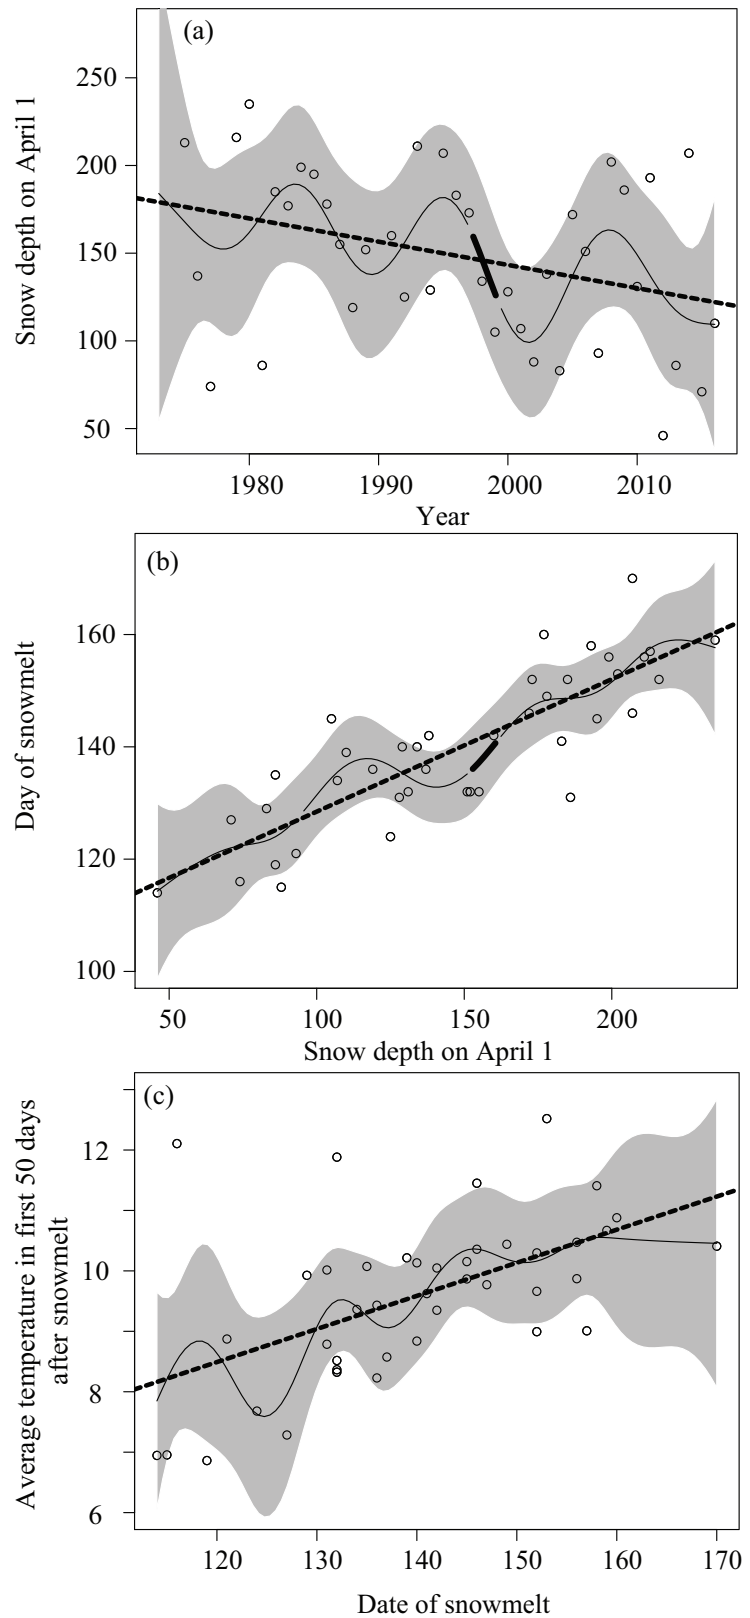 (a)
Snow depth on April 1
250
200
150
100
50
1980 1990 2000 2010
Year
(b)
Day of snowmelt
160
140
120
100
50 100 150 200
Snow depth on April 1
(c)
Average temperature in first 50 days
after snowmelt
12
10
8
6
120 130 140 150 160 170
Date of snowmelt